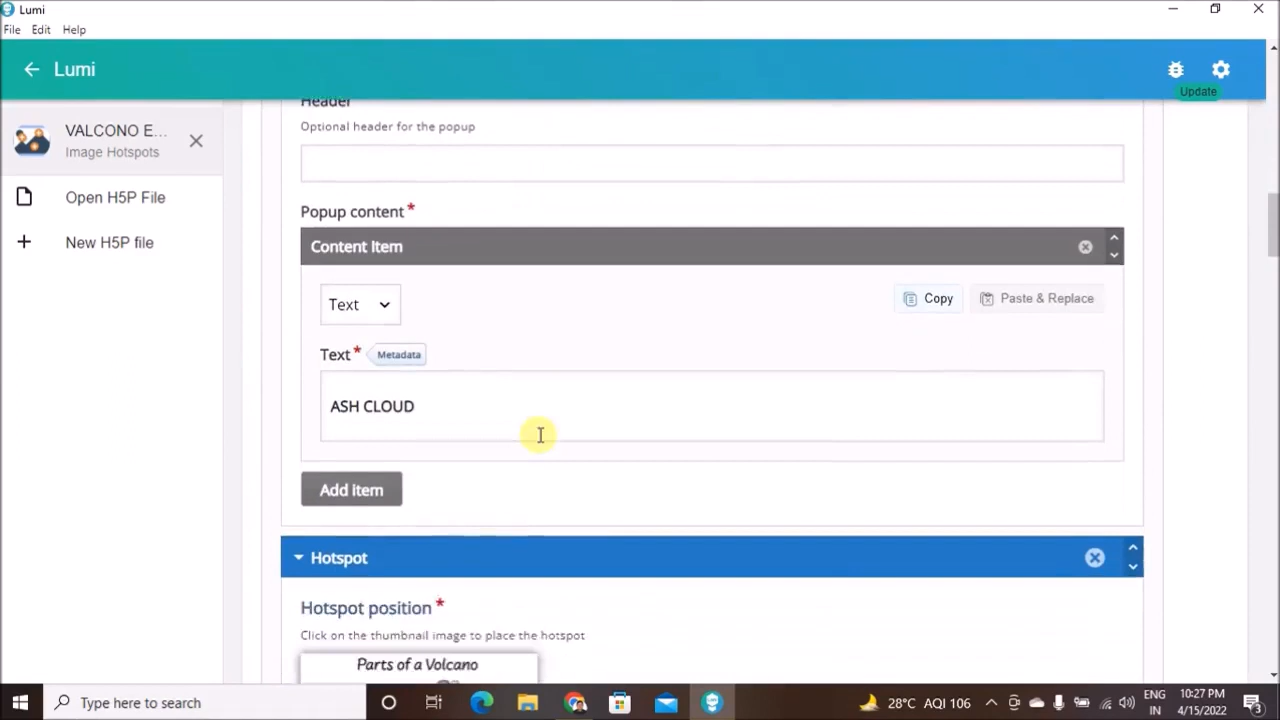 Lumi
File Edit Help
Lumi
Update
VALCONO E...
Image Hotspots
Open H5P File
New H5P file
Header
Optional header for the popup
Popup content *
Content Item
Text
Copy
Paste & Replace
Text * Metadata
ASH CLOUD
Add item
Hotspot
Hotspot position *
Click on the thumbnail image to place the hotspot
Parts of a Volcano
Type here to search
28°C AQI 106
ENG
IN
10:27 PM
4/15/2022
3